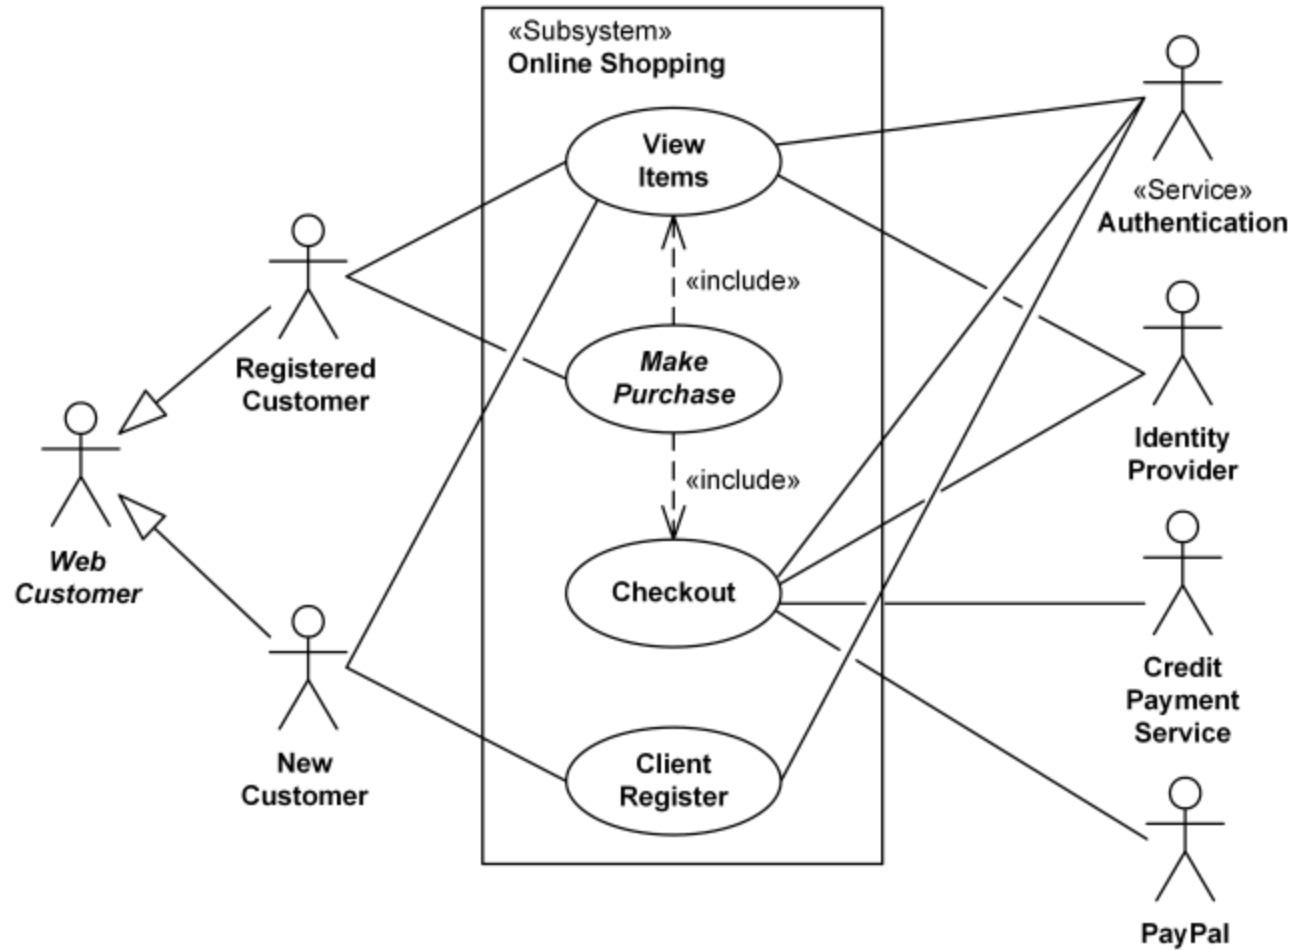 «Subsystem»
Online Shopping
View
Items
«include»
Make
Purchase
«include»
Checkout
Client
Register
Registered
Customer
Web
Customer
New
Customer
«Service»
Authentication
Identity
Provider
Credit
Payment
Service
PayPal